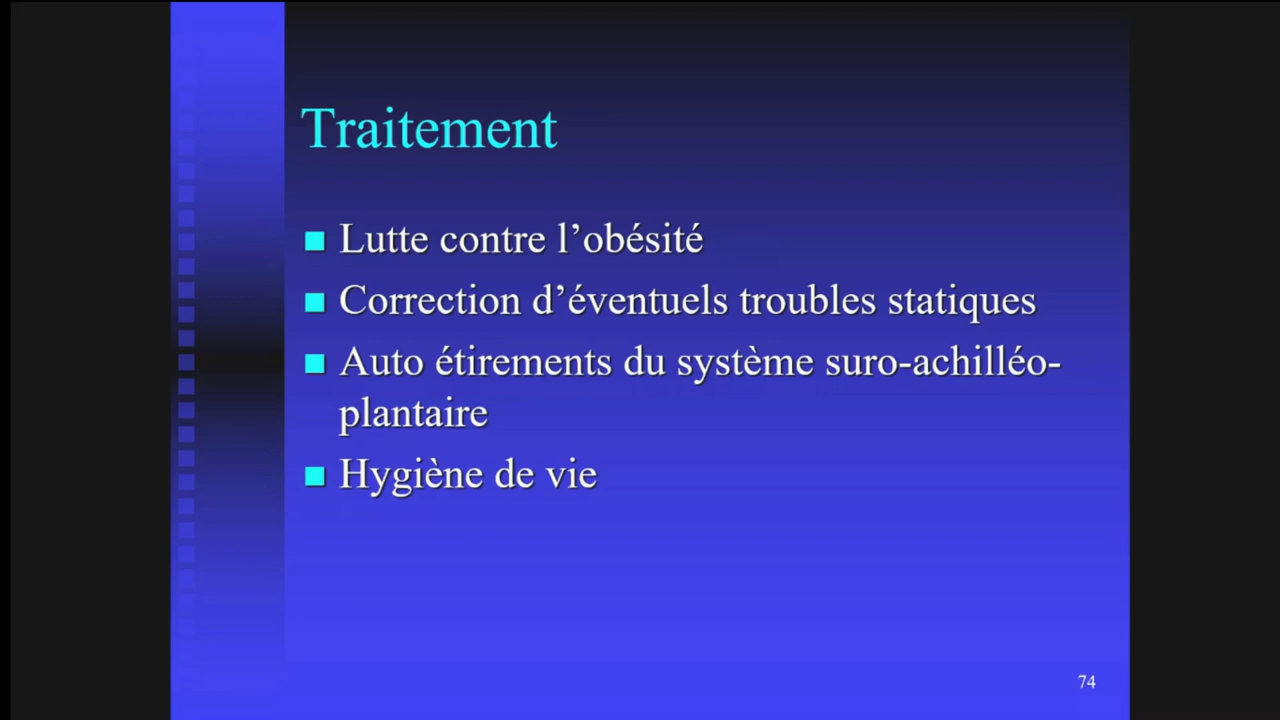 Traitement
Lutte contre l’obésité
Correction d’éventuels troubles statiques
Auto étirements du système suro-achilléo-
plantaire
Hygiène de vie
74